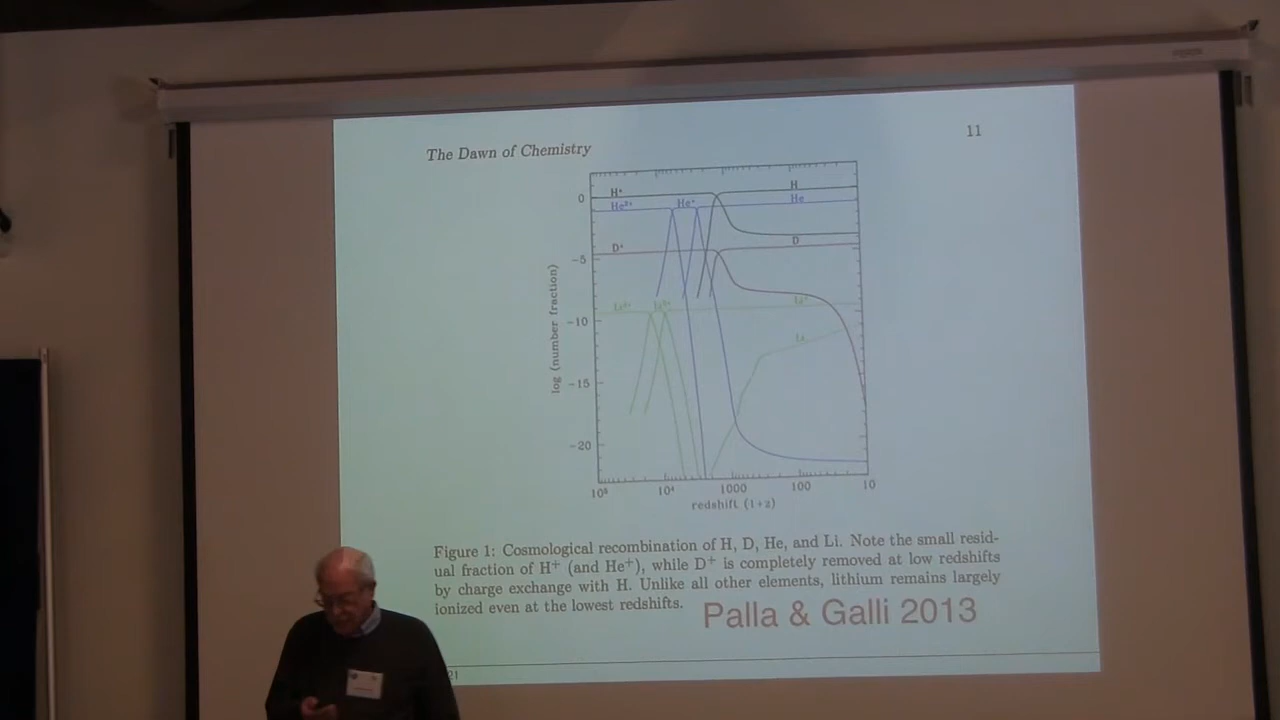 The Dawn of Chemistry
11
H⁺
H
0
He²⁺
He⁺
He
D⁺
D
-5
Li⁺
-10
Li
log (number fraction)
-15
-20
10⁵
10⁴
1000
100
10
redshift (1+z)
Figure 1: Cosmological recombination of H, D, He, and Li. Note the small resid-
ual fraction of H⁺ (and He⁺), while D⁺ is completely removed at low redshifts
by charge exchange with H. Unlike all other elements, lithium remains largely
ionized even at the lowest redshifts.
Palla & Galli 2013
21